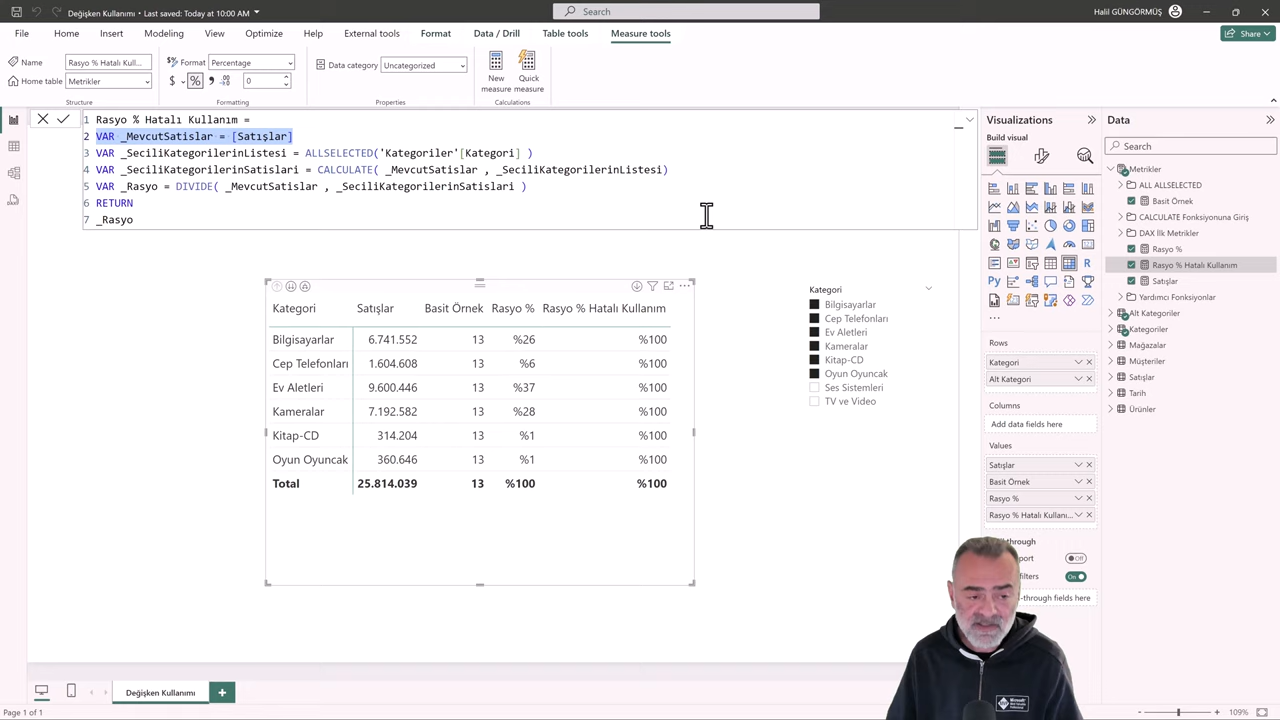 Değişken Kullanımı • Last saved: Today at 10:00 AM
Search
Halil GÜNGÖRMÜŞ
File Home Insert Modeling View Optimize Help External tools Format Data / Drill Table tools Measure tools
Share
Name Rasyo % Hatalı Kull...
Home table Metrikler
Structure
Format Percentage
$ % 0
Formatting
Data category Uncategorized
Properties
New measure
Quick measure
Calculations
1 Rasyo % Hatalı Kullanım =
2 VAR _MevcutSatislar = [Satışlar]
3 VAR _SeciliKategorilerinListesi = ALLSELECTED('Kategoriler'[Kategori] )
4 VAR _SeciliKategorilerinSatislari = CALCULATE( _MevcutSatislar , _SeciliKategorilerinListesi)
5 VAR _Rasyo = DIVIDE( _MevcutSatislar , _SeciliKategorilerinSatislari )
6 RETURN
7 _Rasyo
Kategori Satışlar Basit Örnek Rasyo % Rasyo % Hatalı Kullanım
Bilgisayarlar 6.741.552 13 %26 %100
Cep Telefonları 1.604.608 13 %6 %100
Ev Aletleri 9.600.446 13 %37 %100
Kameralar 7.192.582 13 %28 %100
Kitap-CD 314.204 13 %1 %100
Oyun Oyuncak 360.646 13 %1 %100
Total 25.814.039 13 %100 %100
Kategori
Bilgisayarlar
Cep Telefonları
Ev Aletleri
Kameralar
Kitap-CD
Oyun Oyuncak
Ses Sistemleri
TV ve Video
Visualizations
Build visual
R
Py
...
Rows
Kategori
Alt Kategori
Columns
Add data fields here
Values
Satışlar
Basit Örnek
Rasyo %
Rasyo % Hatalı Kullanı...
Off
On
-through fields here
Data
Search
Metrikler
ALL ALLSELECTED
Basit Örnek
CALCULATE Fonksiyonuna Giriş
DAX İlk Metrikler
Rasyo %
Rasyo % Hatalı Kullanım
Satışlar
Yardımcı Fonksiyonlar
Alt Kategoriler
Kategoriler
Mağazalar
Müşteriler
Satışlar
Tarih
Ürünler
Değişken Kullanımı
Page 1 of 1
109%